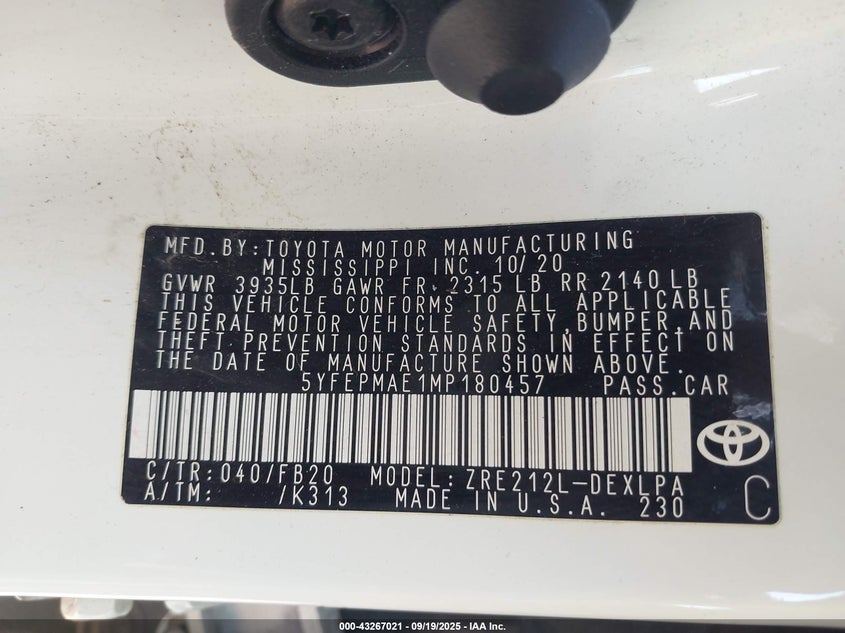 MFD. BY: TOYOTA MOTOR MANUFACTURING
MISSISSIPPI INC. 10/20
GVWR 3935LB GAWR FR 2315 LB RR 2140 LB
THIS VEHICLE CONFORMS TO ALL APPLICABLE
FEDERAL MOTOR VEHICLE SAFETY, BUMPER, AND
THEFT PREVENTION STANDARDS IN EFFECT ON
THE DATE OF MANUFACTURE SHOWN ABOVE.
5YFEPMAE1MP180457 PASS.CAR
C/TR: 040/FB20 MODEL: ZRE212L-DEXLPA
A/TM: /K313 MADE IN U.S.A. 230
C
000-43267021 - 09/19/2025 - IAA Inc.